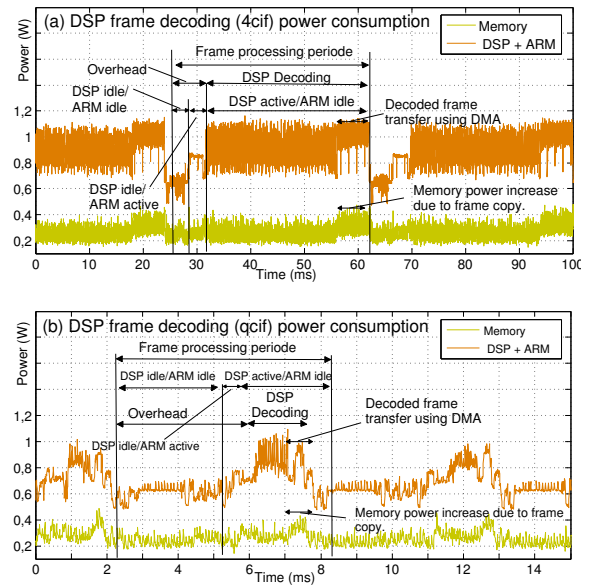 (a) DSP frame decoding (4cif) power consumption
Memory
DSP + ARM
Power (W)
Frame processing periode
Overhead
DSP Decoding
DSP idle/
ARM idle
DSP active/ARM idle
Decoded frame
transfer using DMA
DSP idle/
ARM active
Memory power increase
due to frame copy.
1,2
1
0,8
0,6
0,4
0,2
0 10 20 30 40 50 60 70 80 90 100
Time (ms)
(b) DSP frame decoding (qcif) power consumption
Memory
DSP + ARM
Power (W)
Frame processing periode
DSP idle/ARM idle
DSP active/ARM idle
Overhead
DSP
Decoding
Decoded frame
transfer using DMA
DSP idle/ARM active
Memory power increase due to frame
copy.
1,2
1
0,8
0,6
0,4
0,2
0 2 4 6 8 10 12 14
Time (ms)